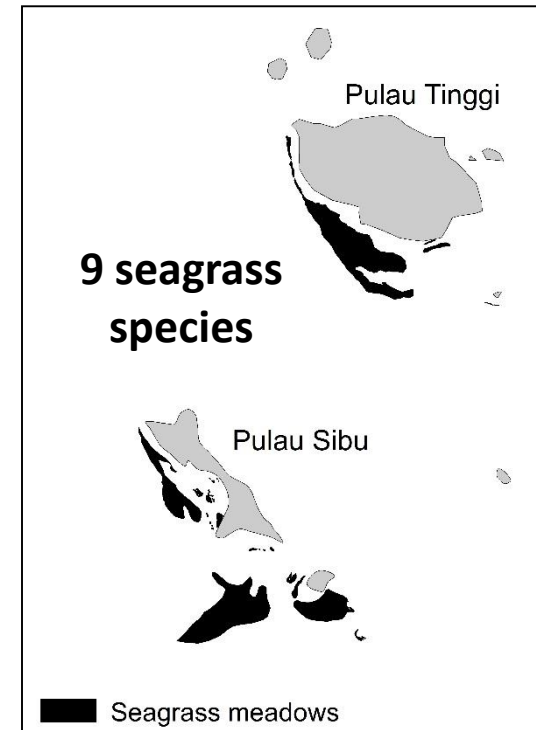 Pulau Tinggi
9 seagrass
species
Pulau Sibu
Seagrass meadows